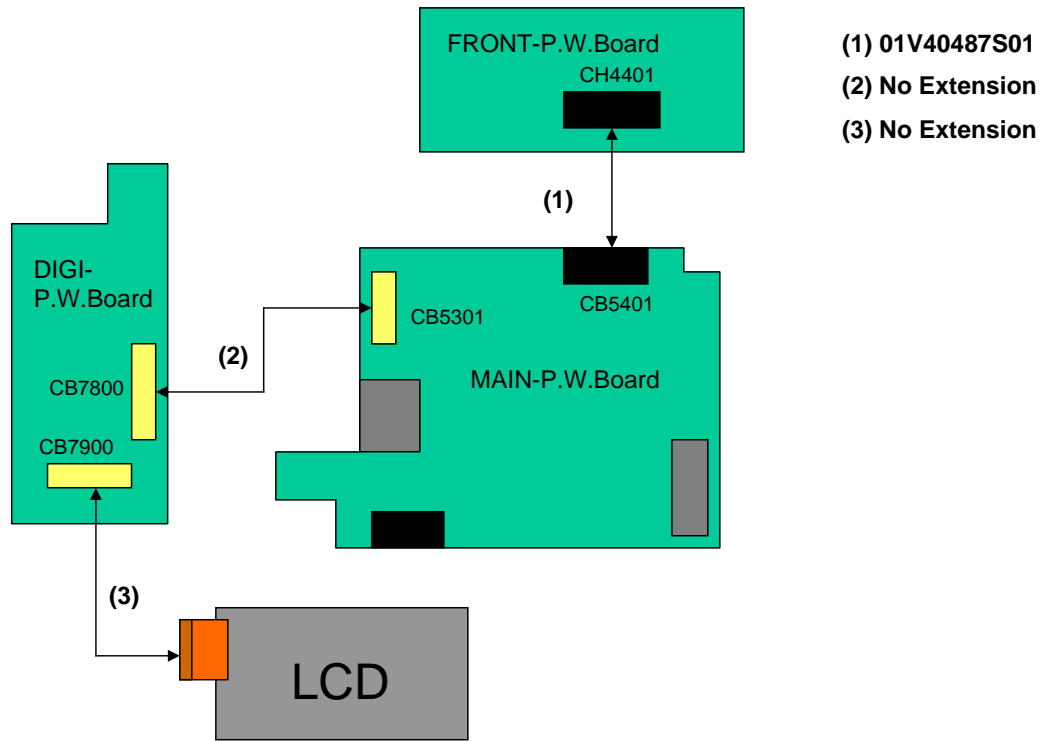 FRONT-P.W.Board
CH4401
(1) 01V40487S01
(2) No Extension
(3) No Extension
(1)
DIGI-
P.W.Board
CB5301
CB5401
(2)
MAIN-P.W.Board
CB7800
CB7900
(3)
LCD